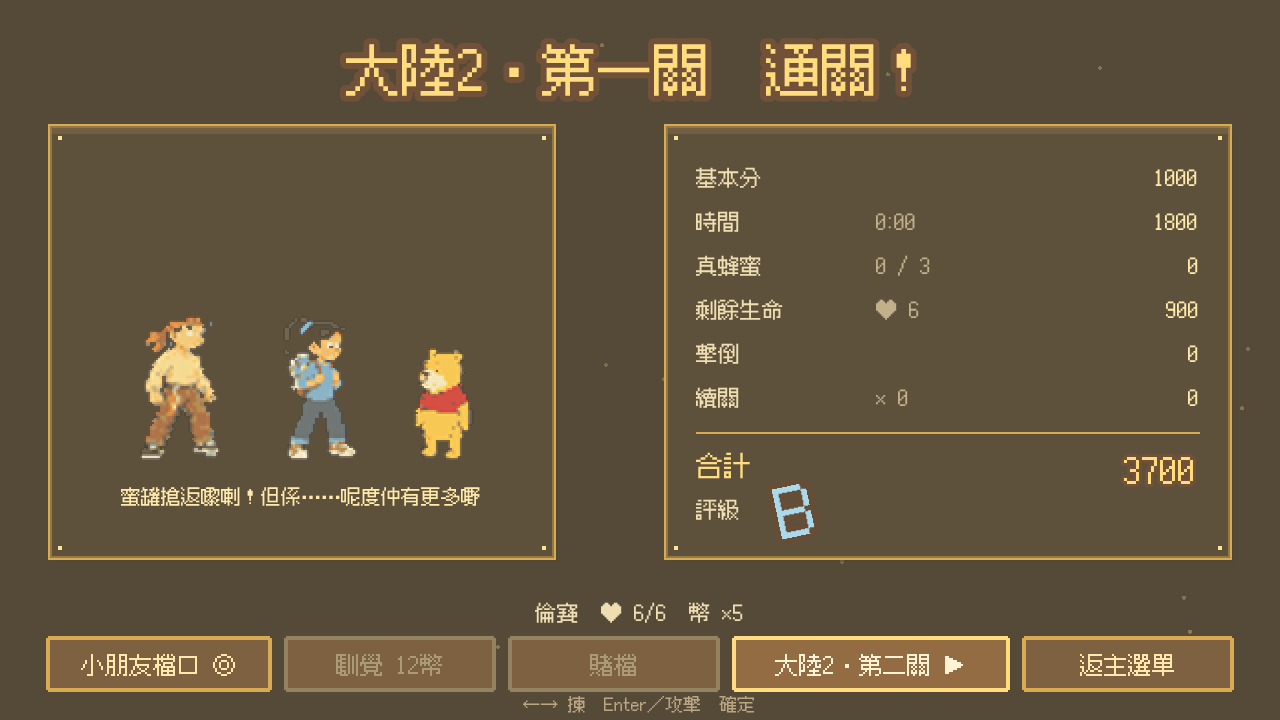 大陸2·第一關 通關!
基本分 1000
時間 0:00 1800
真蜂蜜 0 / 3 0
剩餘生命 ♥ 6 900
擊倒 0
續關 × 0 0
合計 3700
評級 B
蜜罐搶返嚟喇!但係……呢度仲有更多嘢
倫寶 ♥ 6/6 幣 ×5
小朋友檔口 ◎
瞓覺 12幣
賭檔
大陸2·第二關 ▶
返主選單
←→ 揀 Enter/攻擊 確定